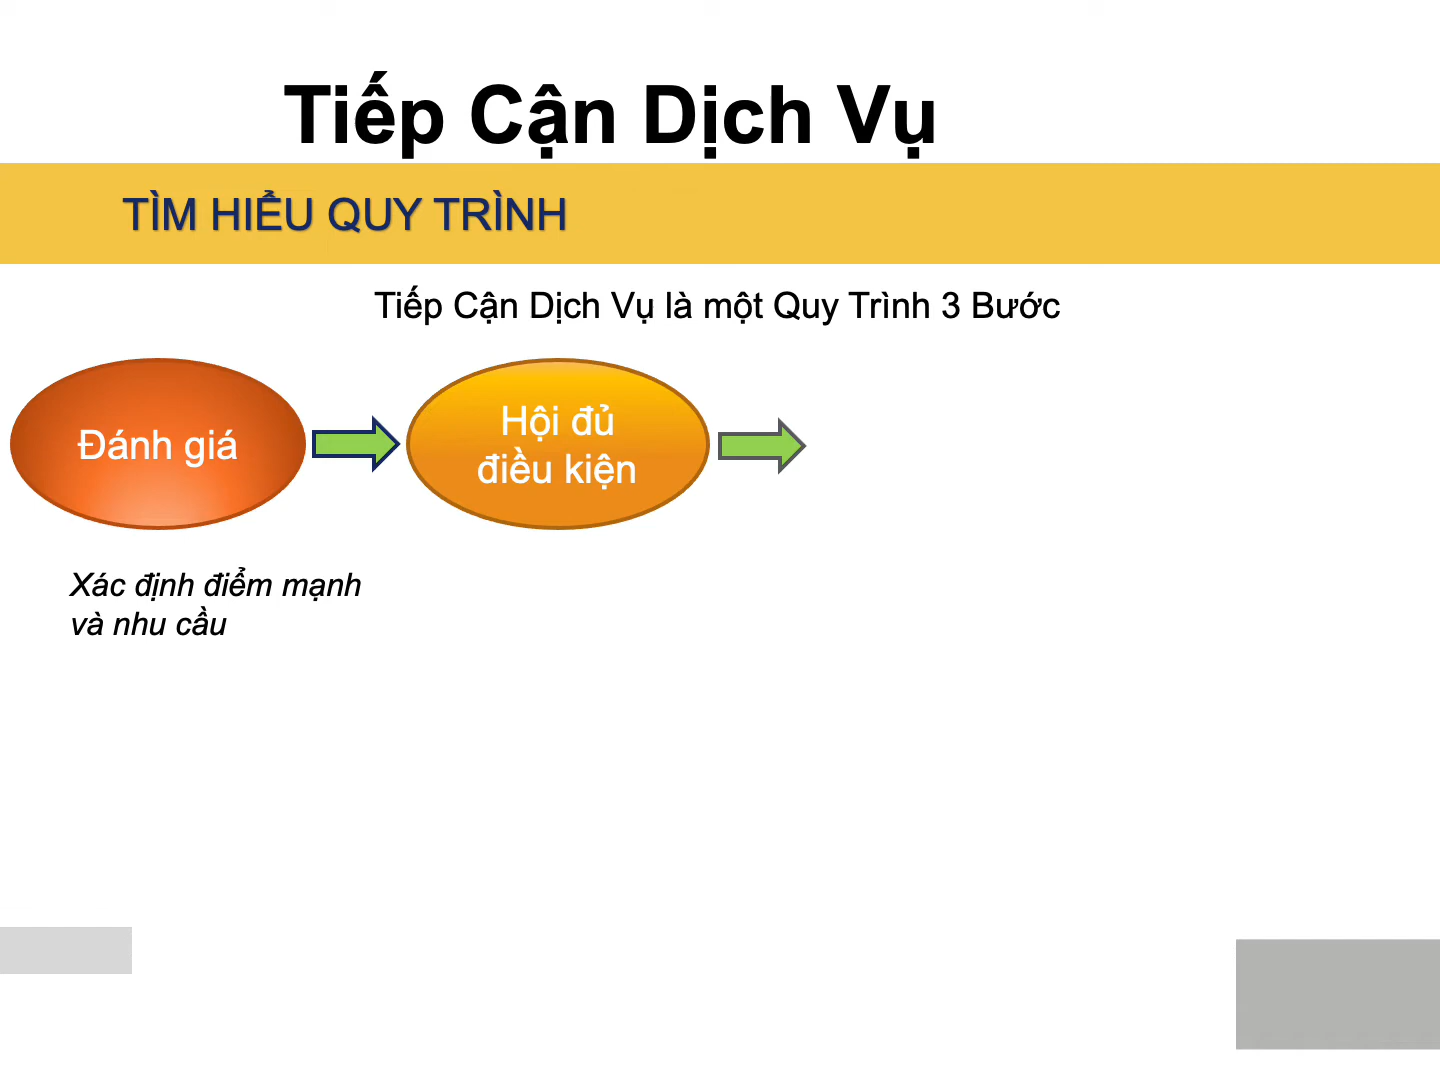 Tiếp Cận Dịch Vụ
TÌM HIỂU QUY TRÌNH
Tiếp Cận Dịch Vụ là một Quy Trình 3 Bước
Đánh giá
Hội đủ
điều kiện
Xác định điểm mạnh
và nhu cầu